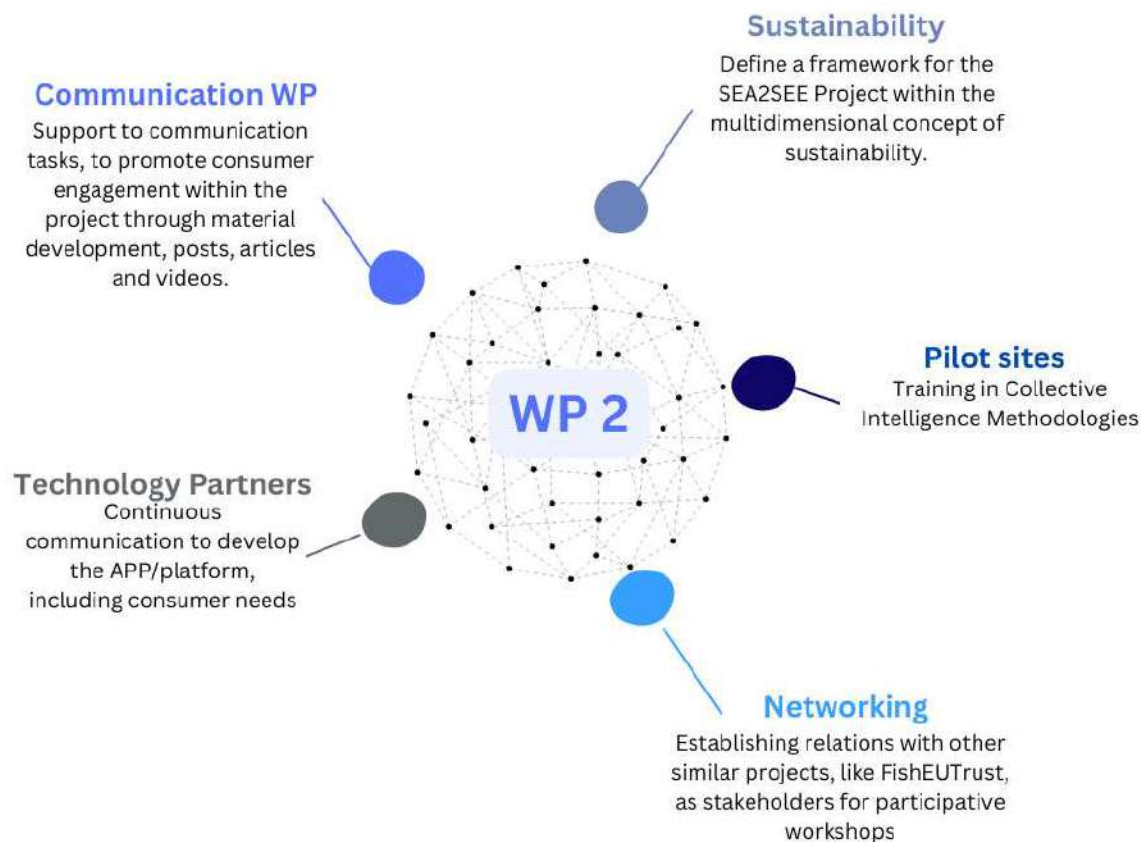 Sustainability
Define a framework for the
SEA2SEE Project within the
multidimensional concept of
sustainability.
Communication WP
Support to communication
tasks, to promote consumer
engagement within the
project through material
development, posts, articles
and videos.
WP 2
Pilot sites
Training in Collective
Intelligence Methodologies
Technology Partners
Continuous
communication to develop
the APP/platform,
including consumer needs
Networking
Establishing relations with other
similar projects, like FishEUTrust,
as stakeholders for participative
workshops